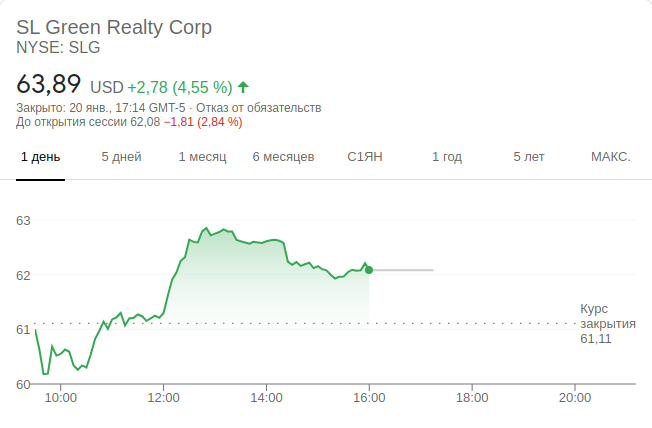 SL Green Realty Corp
NYSE: SLG
63,89 USD +2,78 (4,55 %)
Закрыто: 20 янв., 17:14 GMT-5 · Отказ от обязательств
До открытия сессии 62,08 −1,81 (2,84 %)
1 день 5 дней 1 месяц 6 месяцев С1ЯН 1 год 5 лет МАКС.
63
62
61
60
Курс
закрытия
61,11
10:00 12:00 14:00 16:00 18:00 20:00